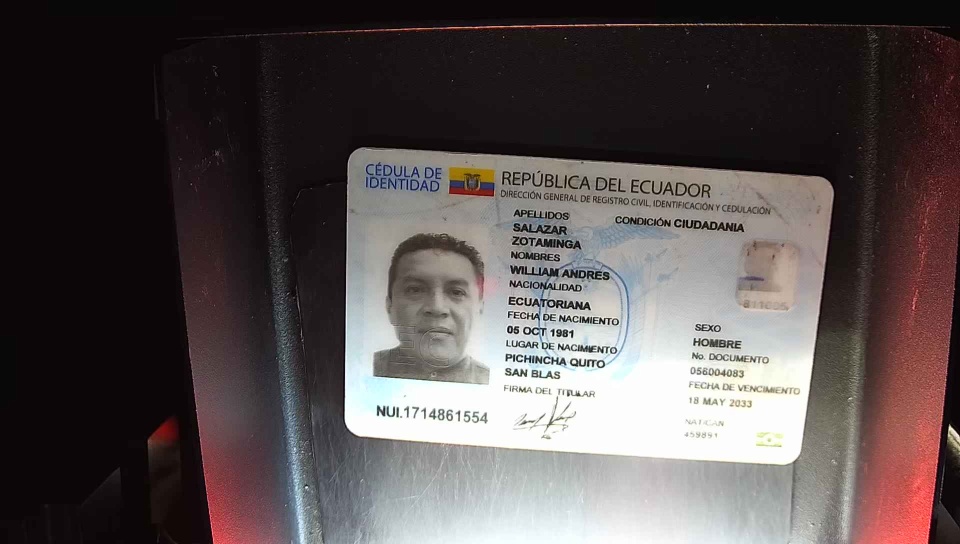 CÉDULA DE
IDENTIDAD
REPÚBLICA DEL ECUADOR
DIRECCIÓN GENERAL DE REGISTRO CIVIL, IDENTIFICACIÓN Y CEDULACIÓN
APELLIDOS
SALAZAR
ZOTAMINGA
CONDICIÓN CIUDADANIA
NOMBRES
WILLIAM ANDRES
NACIONALIDAD
ECUATORIANA
FECHA DE NACIMIENTO
05 OCT 1981
LUGAR DE NACIMIENTO
PICHINCHA QUITO
SAN BLAS
FIRMA DEL TITULAR
SEXO
HOMBRE
No. DOCUMENTO
056004083
FECHA DE VENCIMIENTO
18 MAY 2033
NAT/CAN
459891
NUI.1714861554